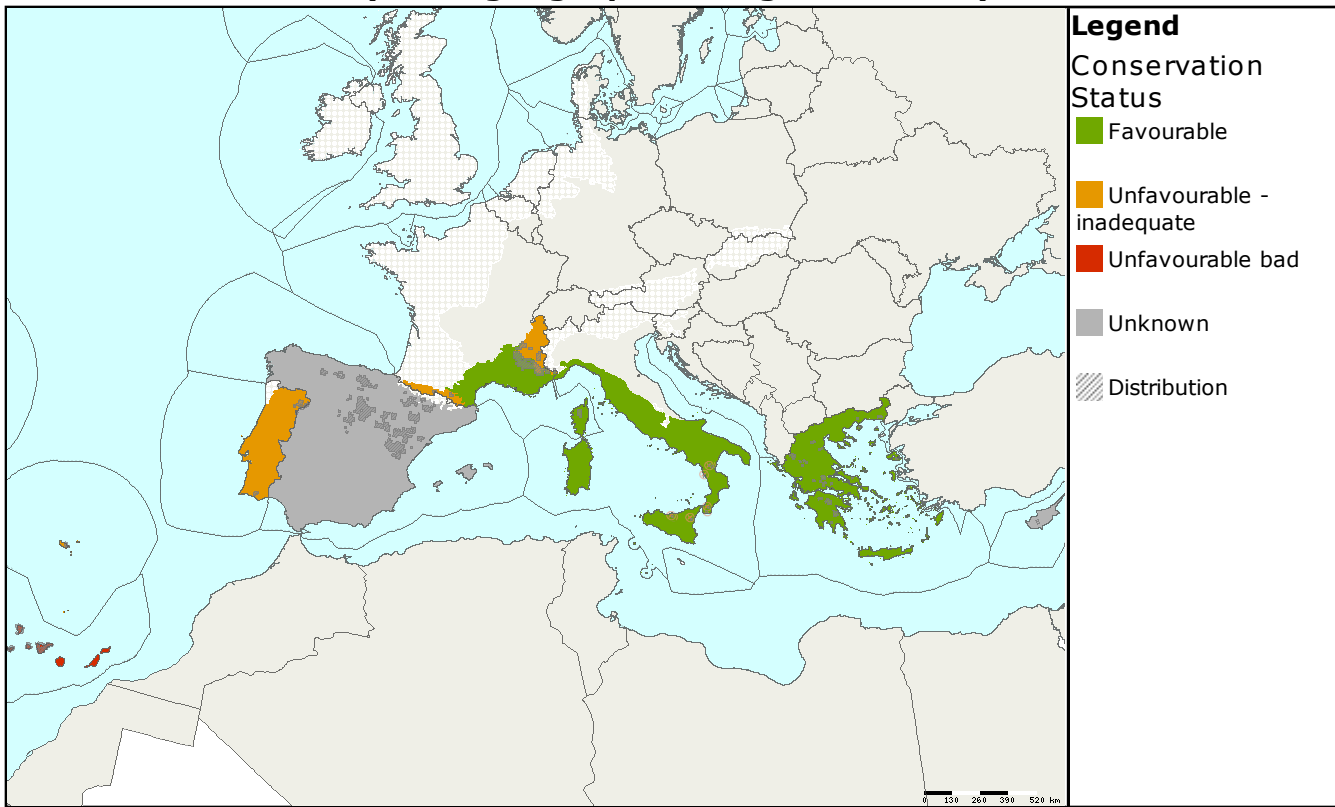 Legend
Conservation
Status
Favourable
Unfavourable -
inadequate
Unfavourable bad
Unknown
Distribution
0 130 260 390 520 km